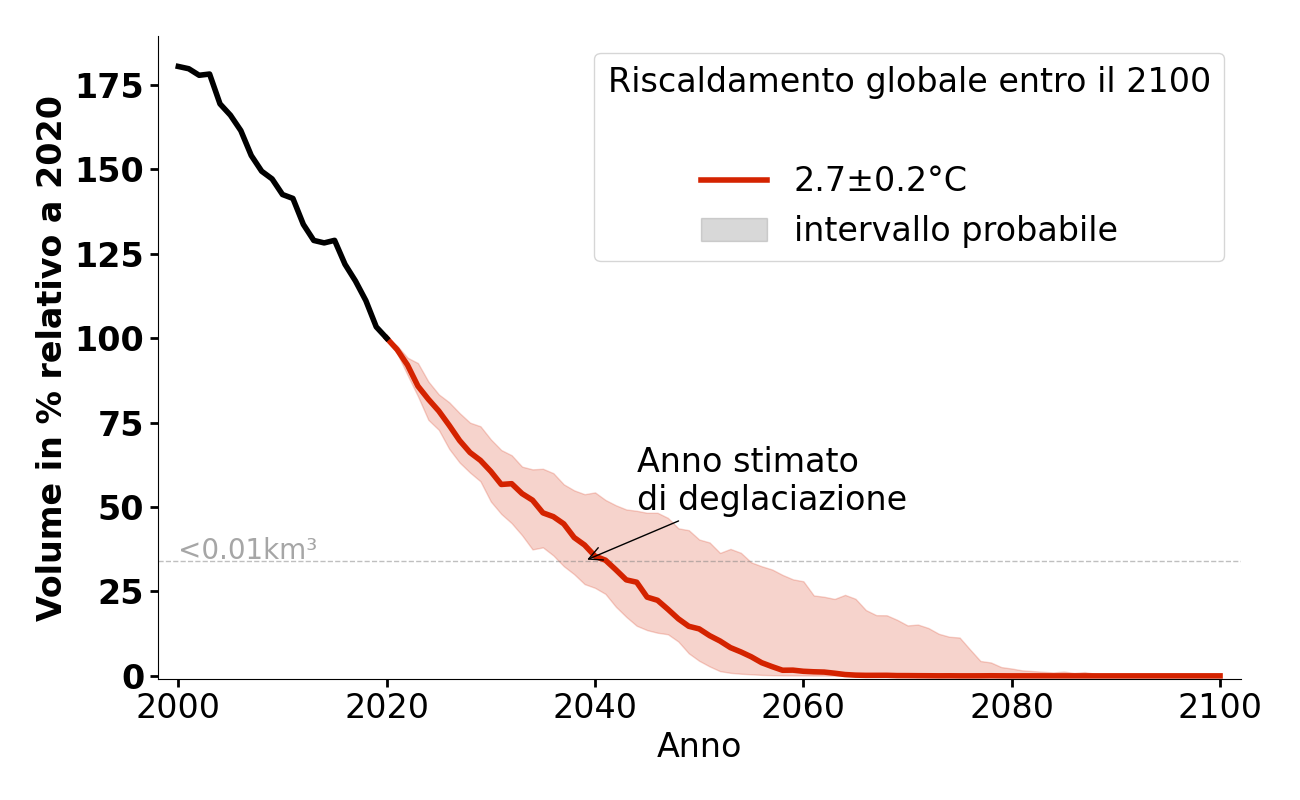 Riscaldamento globale entro il 2100
2.7±0.2°C
intervallo probabile
Volume in % relativo a 2020
175
150
125
100
75
50
25
0
Anno stimato
di deglaciazione
<0.01km³
2000
2020
2040
2060
2080
2100
Anno